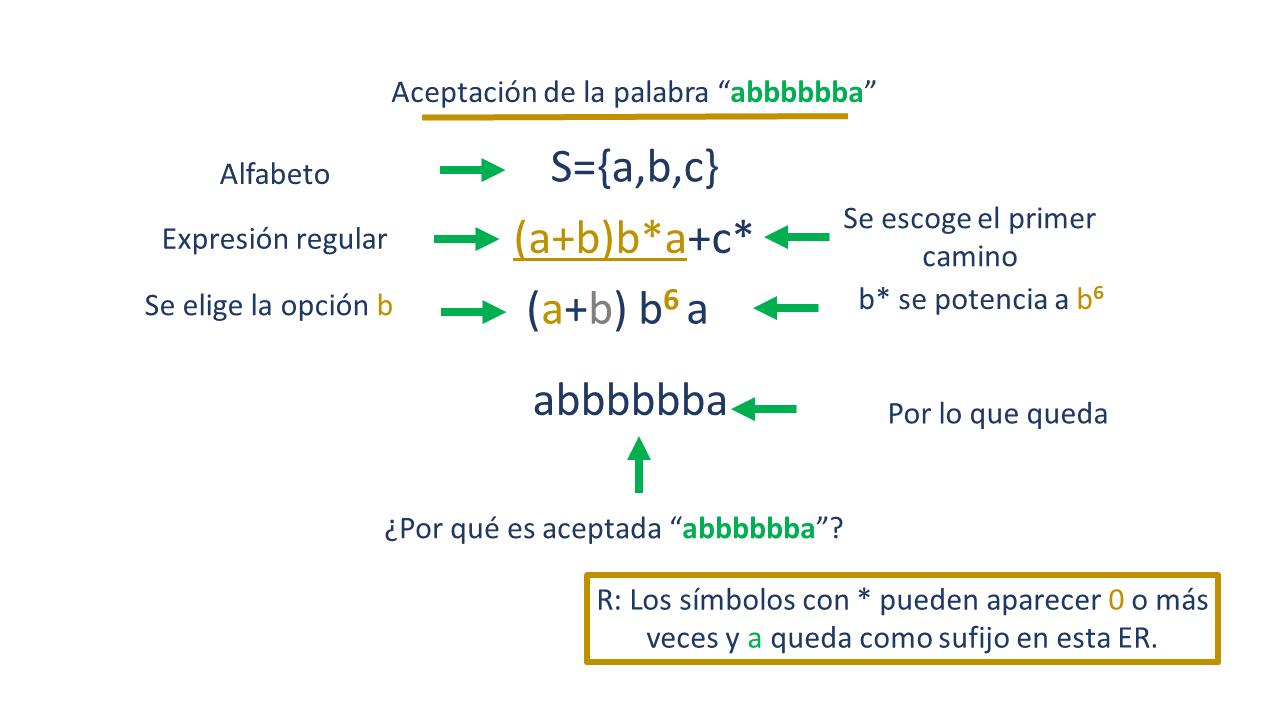 Aceptación de la palabra “abbbbbba”
Alfabeto
S={a,b,c}
Expresión regular
(a+b)b*a+c*
Se escoge el primer
camino
Se elige la opción b
(a+b) b⁶ a
b* se potencia a b⁶
abbbbbba
Por lo que queda
¿Por qué es aceptada “abbbbbba”?
R: Los símbolos con * pueden aparecer 0 o más
veces y a queda como sufijo en esta ER.